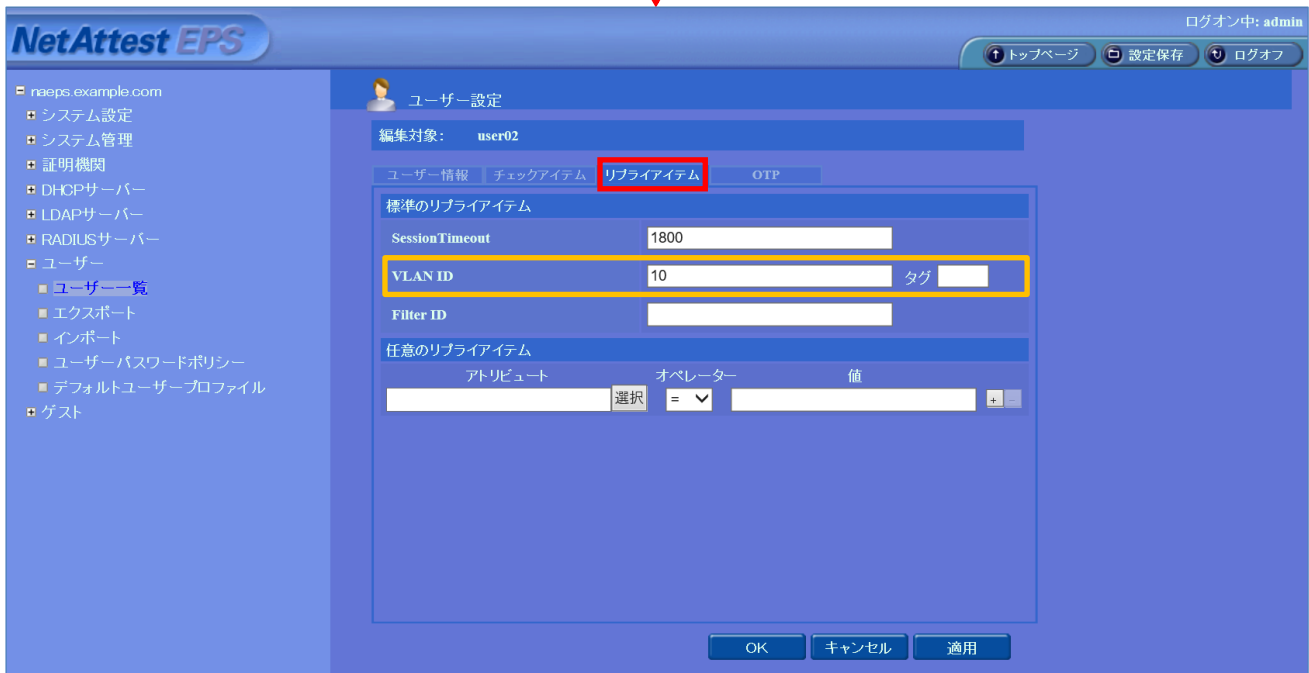 NetAttest EPS
ログオン中: admin
トップページ 設定保存 ログオフ
naeps.example.com
システム設定
システム管理
証明機関
DHCPサーバー
LDAPサーバー
RADIUSサーバー
ユーザー
ユーザー一覧
エクスポート
インポート
ユーザーパスワードポリシー
デフォルトユーザープロファイル
ゲスト
ユーザー設定
編集対象: user02
ユーザー情報 チェックアイテム リプライアイテム OTP
標準のリプライアイテム
SessionTimeout 1800
VLAN ID 10 タグ
Filter ID
任意のリプライアイテム
アトリビュート オペレーター 値
選択 = + -
OK キャンセル 適用